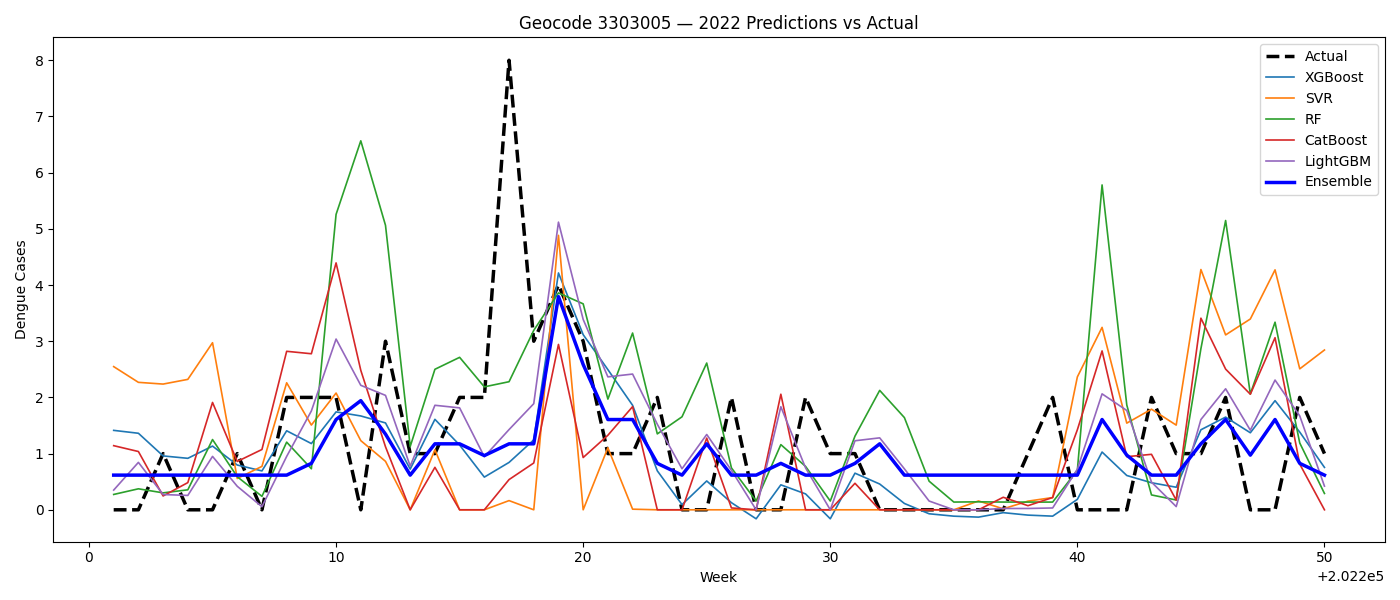 Geocode 3303005 — 2022 Predictions vs Actual
Dengue Cases
8
7
6
5
4
3
2
1
0
Actual
XGBoost
SVR
RF
CatBoost
LightGBM
Ensemble
0 10 20 30 40 50
Week
+2.022e5